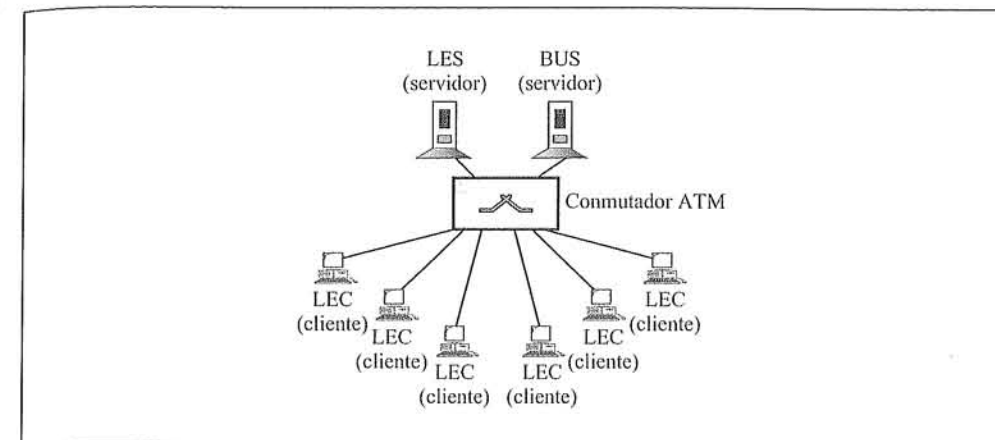 LES
(servidor)
BUS
(servidor)
Conmutador ATM
LEC
(cliente)
LEC
(cliente)
LEC
(cliente)
LEC
(cliente)
LEC
(cliente)
LEC
(cliente)